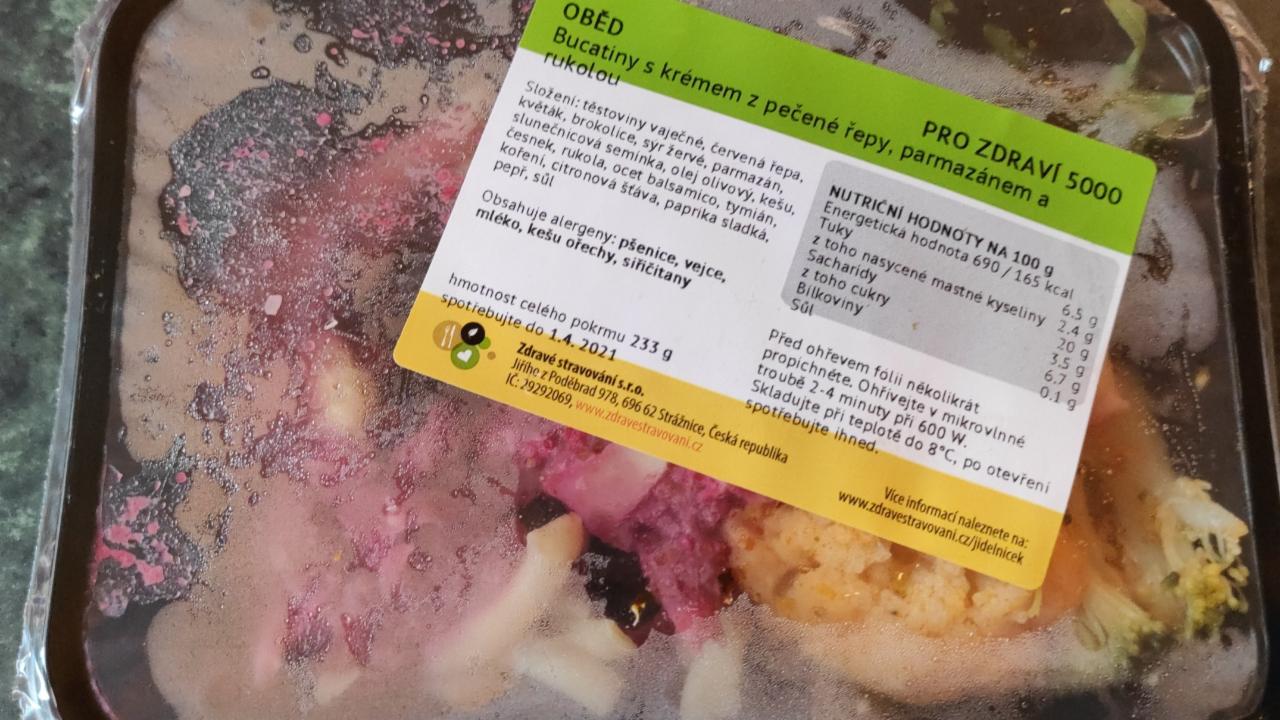 OBĚD
PRO ZDRAVÍ 5000
Bucatiny s krémem z pečené řepy, parmazánem a
rukolou
Složení: těstoviny vaječné, červená řepa,
květák, brokolice, syr žervé, parmazán,
slunečnicová semínka, olej olivový, kešu,
česnek, rukola, ocet balsamico, tymián,
koření, citronová šťáva, paprika sladká,
pepř, sůl
Obsahuje alergeny: pšenice, vejce,
mléko, kešu ořechy, siřičitany
hmotnost celého pokrmu 233 g
spotřebujte do 1.4. 2021
NUTRIČNÍ HODNOTY NA 100 g
Energetická hodnota 690 / 165 kcal
Tuky 6.5 g
z toho nasycené mastné kyseliny 2.4 g
Sacharidy 20 g
z toho cukry 3.5 g
Bílkoviny 6.7 g
Sůl 0.1 g
Před ohřevem fólii několikrát
propichněte. Ohřívejte v mikrovlnné
troubě 2-4 minuty při 600 W.
Skladujte při teplotě do 8°C, po otevření
spotřebujte ihned.
Zdravé stravování s.r.o.
Jiřího z Poděbrad 978, 696 62 Strážnice, Česká republika
IČ: 29292069, www.zdravestravovani.cz
Více informací naleznete na:
www.zdravestravovani.cz/jidelnicek